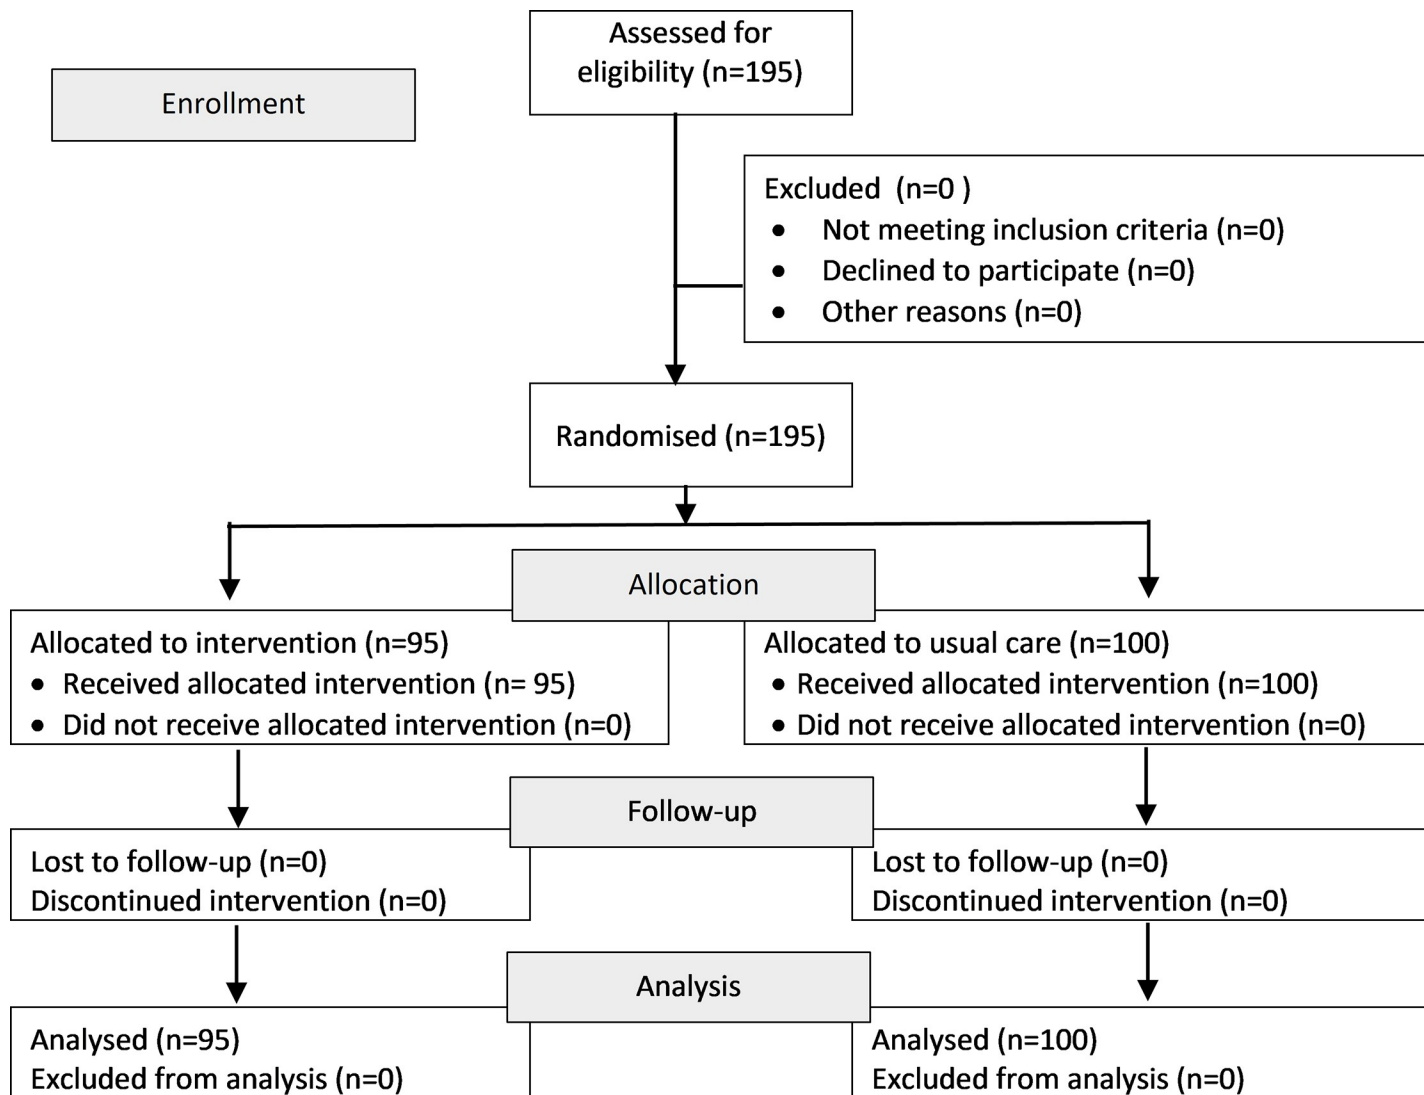 Assessed for
eligibility (n=195)
Enrollment
Excluded  (n=0 )
• Not meeting inclusion criteria (n=0)
• Declined to participate (n=0)
• Other reasons (n=0)
Randomised (n=195)
Allocation
Allocated to intervention (n=95)
• Received allocated intervention (n= 95)
• Did not receive allocated intervention (n=0)
Allocated to usual care (n=100)
• Received allocated intervention (n=100)
• Did not receive allocated intervention (n=0)
Follow-up
Lost to follow-up (n=0)
Discontinued intervention (n=0)
Lost to follow-up (n=0)
Discontinued intervention (n=0)
Analysis
Analysed (n=95)
Excluded from analysis (n=0)
Analysed (n=100)
Excluded from analysis (n=0)